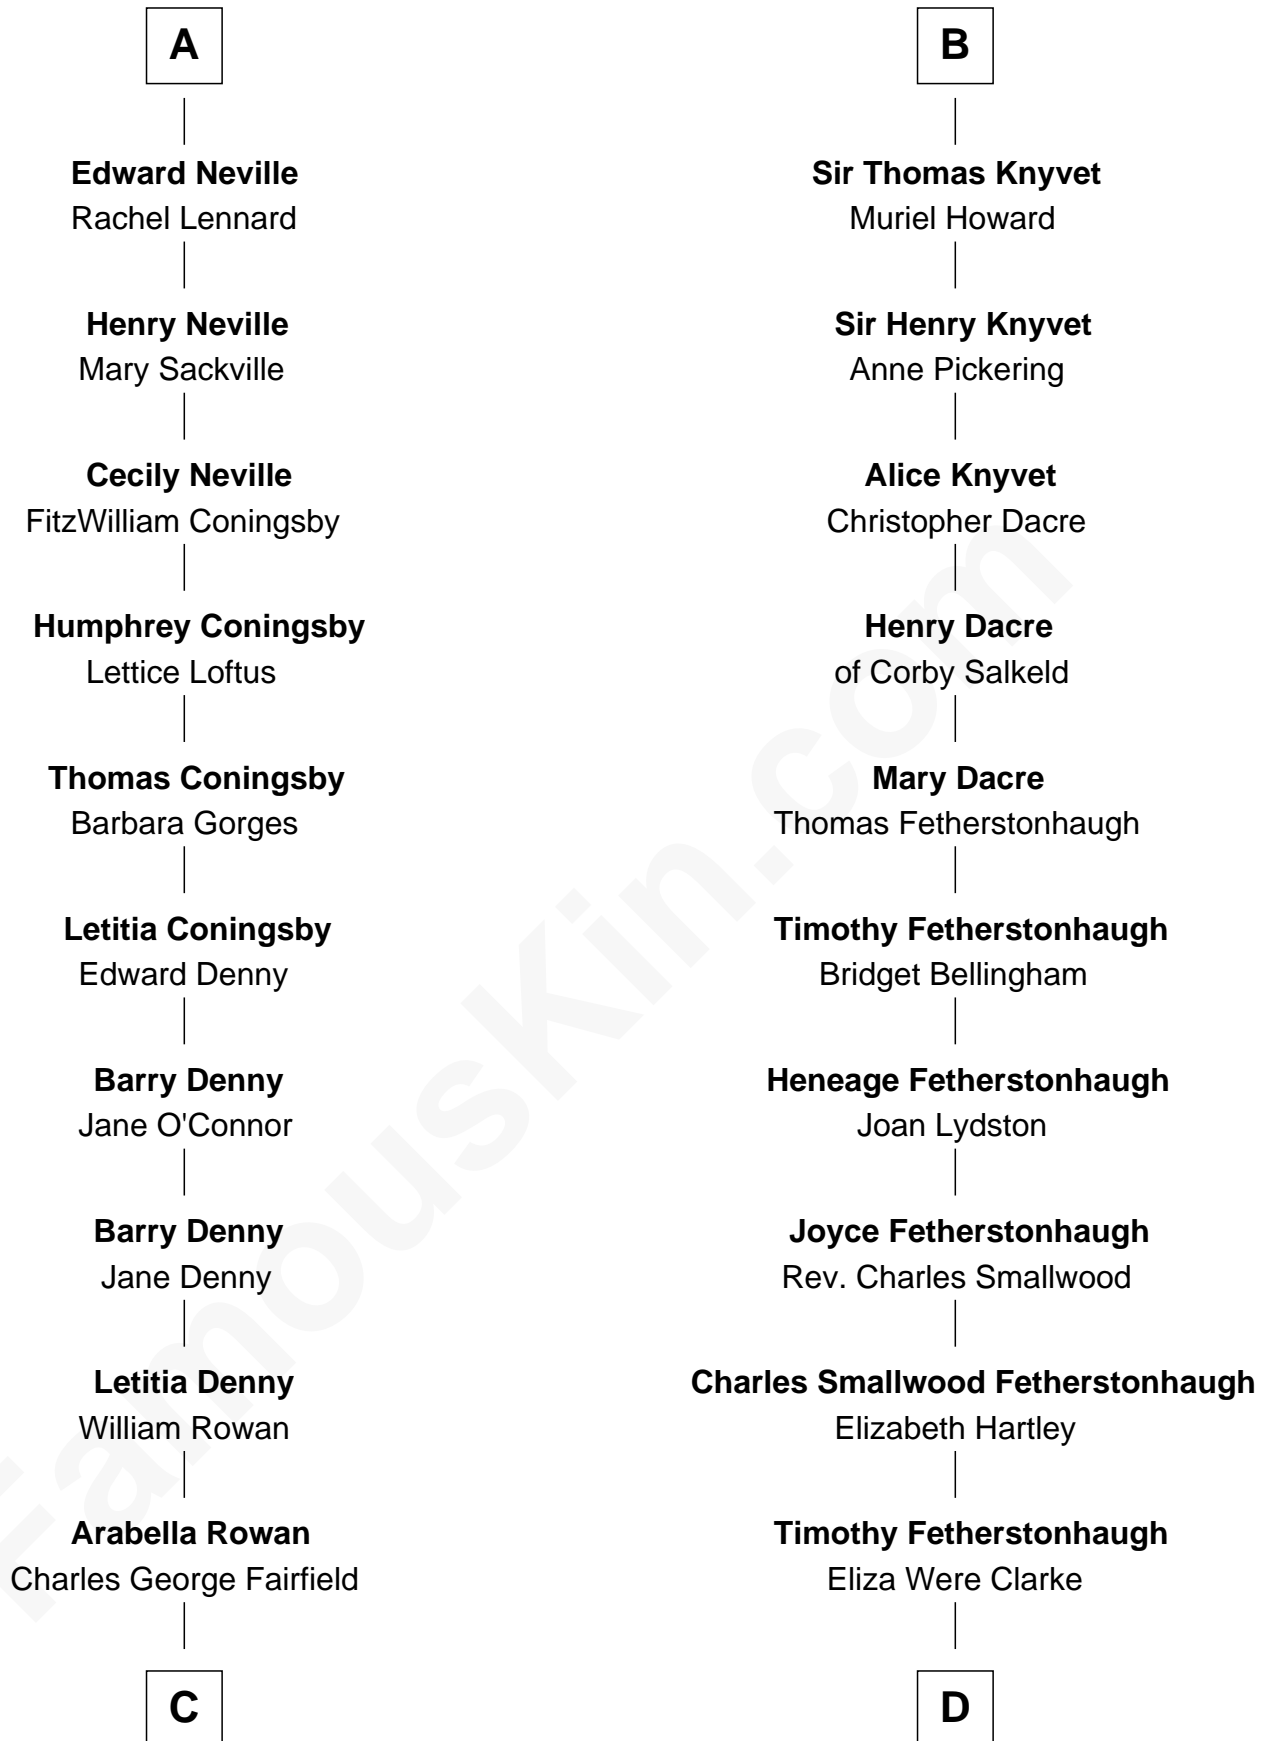 A
Edward Neville
Rachel Lennard
Henry Neville
Mary Sackville
Cecily Neville
FitzWilliam Coningsby
Humphrey Coningsby
Lettice Loftus
Thomas Coningsby
Barbara Gorges
Letitia Coningsby
Edward Denny
Barry Denny
Jane O'Connor
Barry Denny
Jane Denny
Letitia Denny
William Rowan
Arabella Rowan
Charles George Fairfield
C
B
Sir Thomas Knyvet
Muriel Howard
Sir Henry Knyvet
Anne Pickering
Alice Knyvet
Christopher Dacre
Henry Dacre
of Corby Salkeld
Mary Dacre
Thomas Fetherstonhaugh
Timothy Fetherstonhaugh
Bridget Bellingham
Heneage Fetherstonhaugh
Joan Lydston
Joyce Fetherstonhaugh
Rev. Charles Smallwood
Charles Smallwood Fetherstonhaugh
Elizabeth Hartley
Timothy Fetherstonhaugh
Eliza Were Clarke
D
FamousKin.com